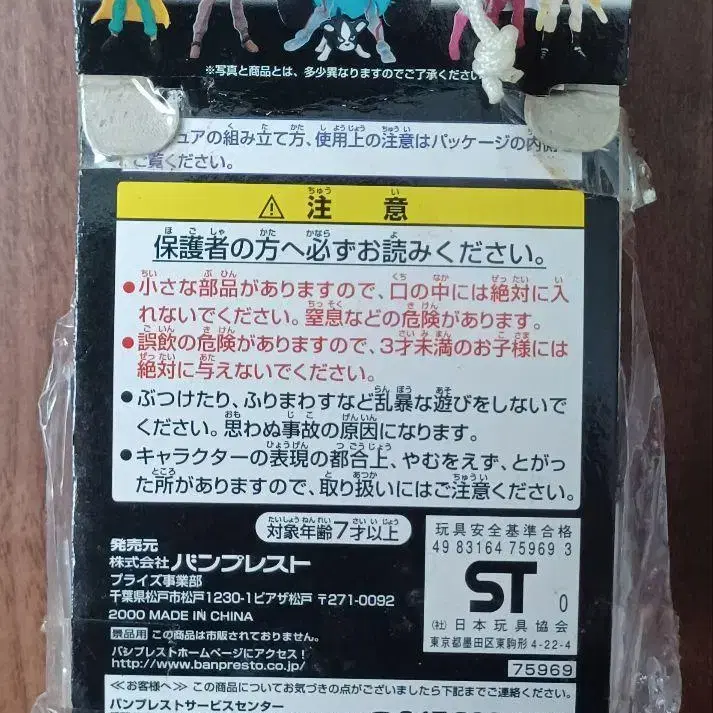 ※写真と商品とは、多少異なりますのでご了承ください。
ュアの組み立て方、使用上の注意はパッケージの内側
ご覧ください。
⚠注意
保護者の方へ必ずお読みください。
●小さな部品がありますので、口の中には絶対に入
れないでください。窒息などの危険があります。
●誤飲の危険がありますので、3才未満のお子様には
絶対に与えないでください。
●ぶつけたり、ふりまわすなど乱暴な遊びをしないで
ください。思わぬ事故の原因になります。
●キャラクターの表現の都合上、やむをえず、とがっ
た所がありますので、取り扱いにはご注意ください。
対象年齢7才以上
発売元
株式会社バンプレスト
プライズ事業部
千葉県松戸市松戸1230-1ピアザ松戸 〒271-0092
2000 MADE IN CHINA
景品用 この商品は市販されておりません。
バンプレストホームページにアクセス!
http://www.banpresto.co.jp/
玩具安全基準合格
49 83164 75969 3
ST 0
(社)日本玩具協会
東京都墨田区東駒形4-22-4
75969
≪お客様へ≫ この商品についてお気づきの点がございましたら下記までご連絡ください。
バンプレストサービスセンター